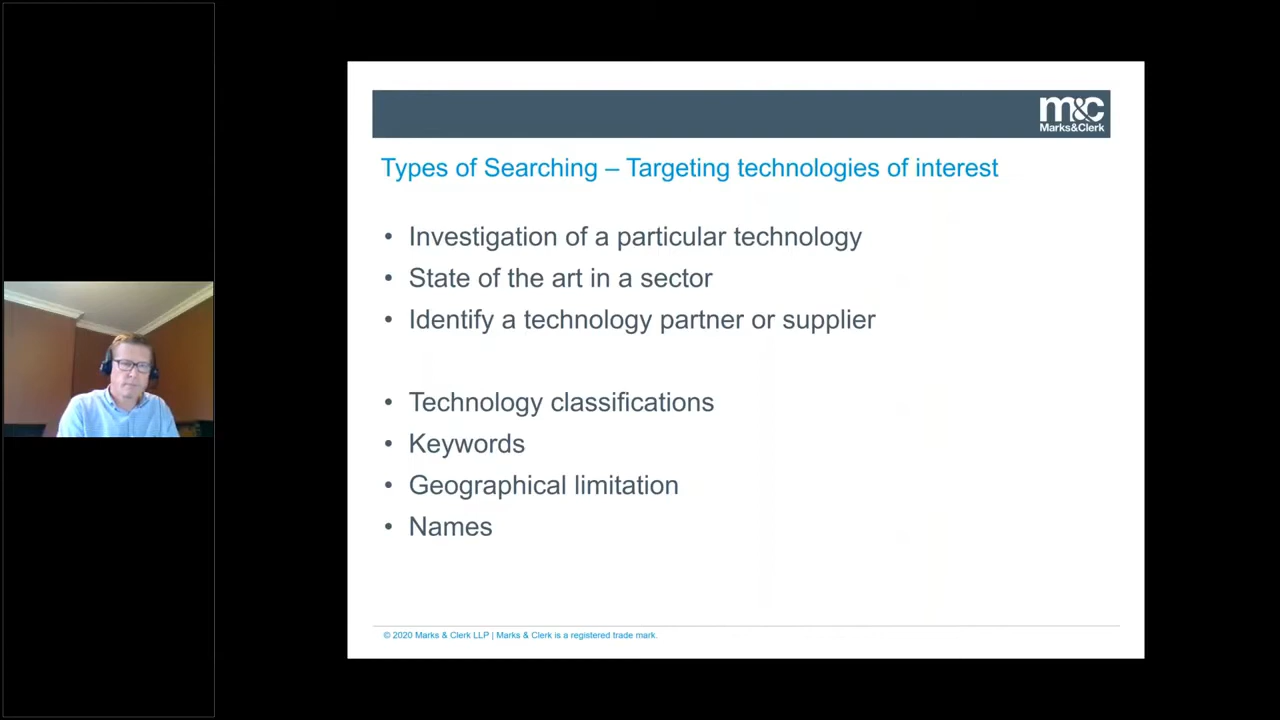 m&c
Marks&Clerk
Types of Searching – Targeting technologies of interest
• Investigation of a particular technology
• State of the art in a sector
• Identify a technology partner or supplier
• Technology classifications
• Keywords
• Geographical limitation
• Names
© 2020 Marks & Clerk LLP | Marks & Clerk is a registered trade mark.